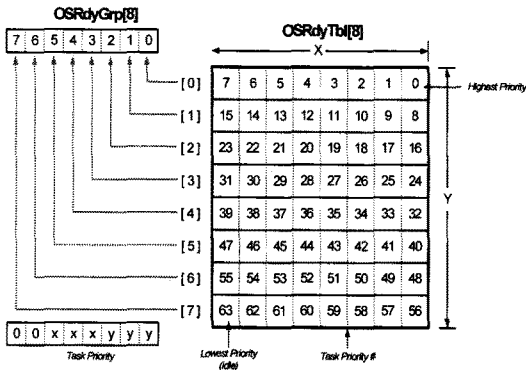 OSRdyGrp[8]
7 6 5 4 3 2 1 0
OSRdyTbl[8]
X
[0] 7 6 5 4 3 2 1 0
Highest Priority
[1] 15 14 13 12 11 10 9 8
[2] 23 22 21 20 19 18 17 16
[3] 31 30 29 28 27 26 25 24
Y
[4] 39 38 37 36 35 34 33 32
[5] 47 46 45 44 43 42 41 40
[6] 55 54 53 52 51 50 49 48
[7] 63 62 61 60 59 58 57 56
0 0 x x x y y y
Task Priority
Lowest Priority
(idle)
Task Priority #